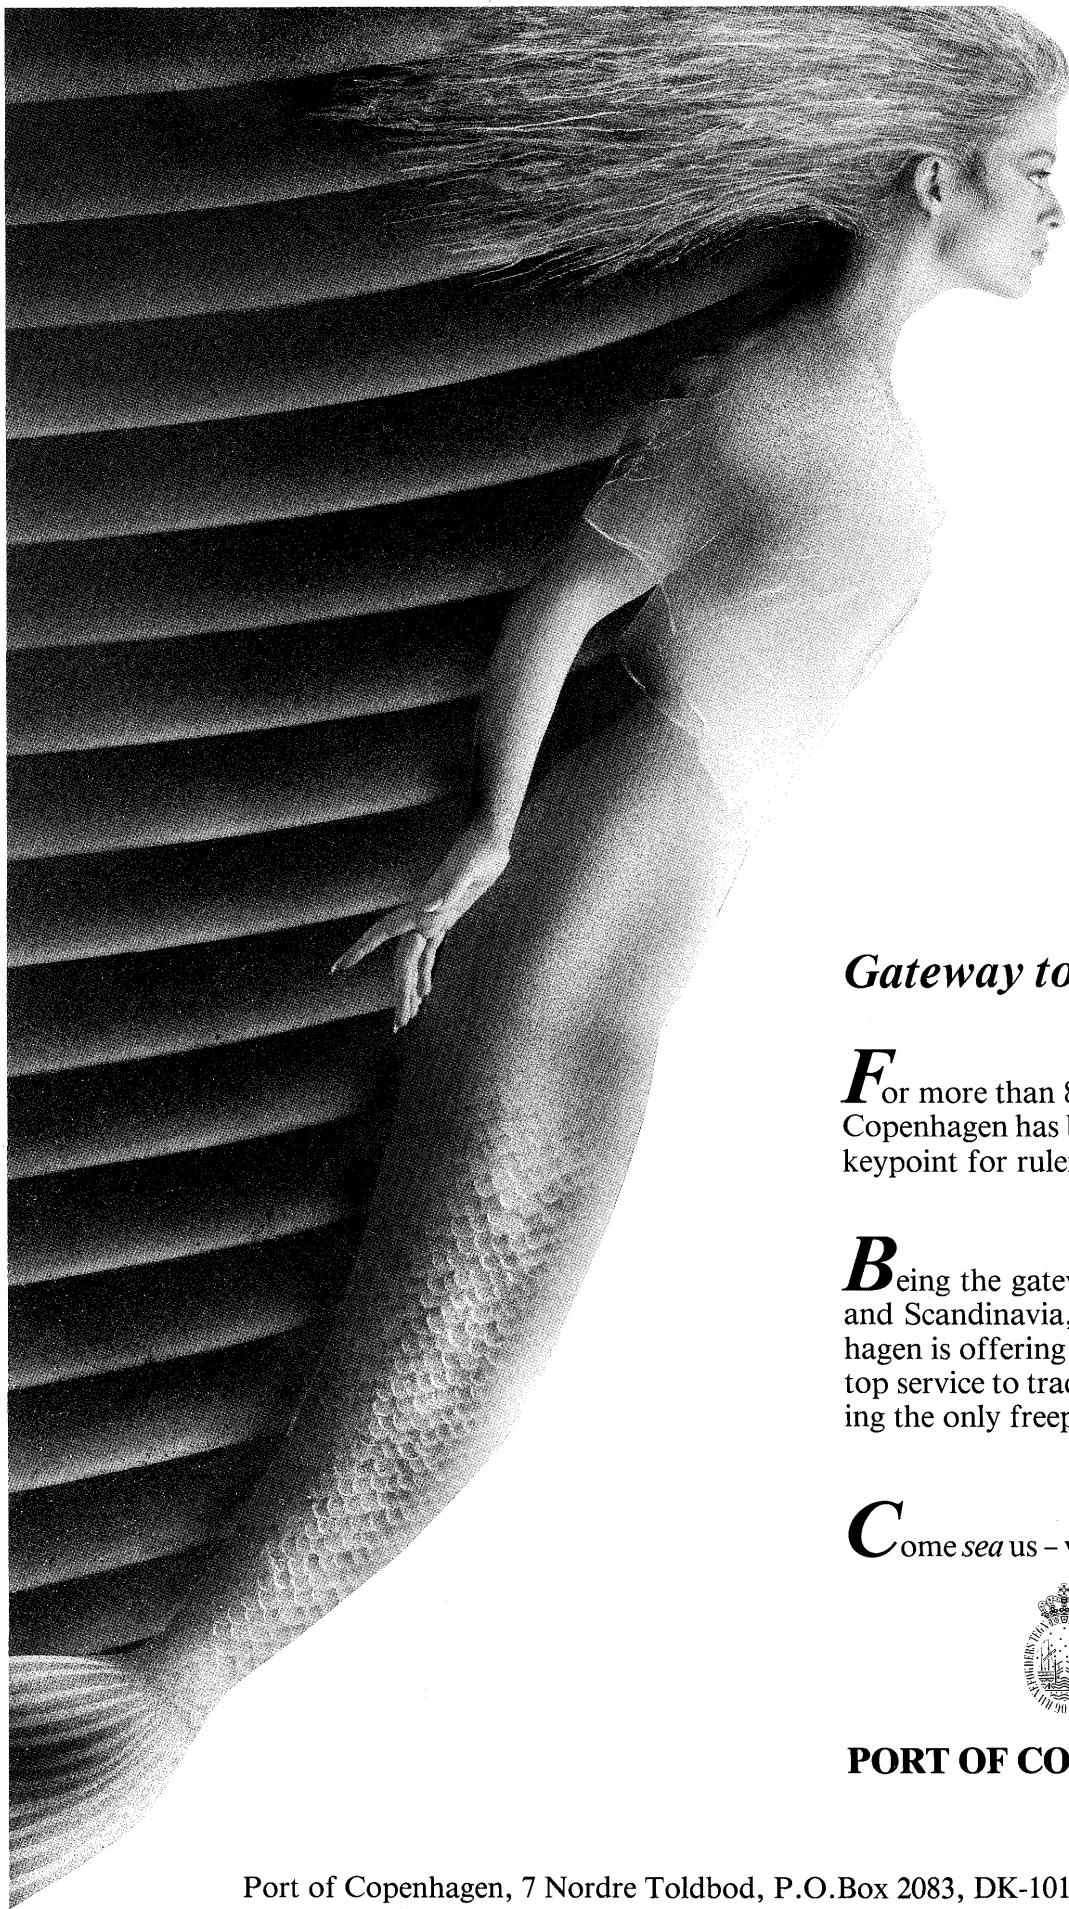 Gateway to
For more than 8
Copenhagen has
keypoint for rule
Being the gatew
and Scandinavia,
hagen is offering
top service to trad
ing the only freep
Come sea us –
PORT OF CO
Port of Copenhagen, 7 Nordre Toldbod, P.O.Box 2083, DK-101